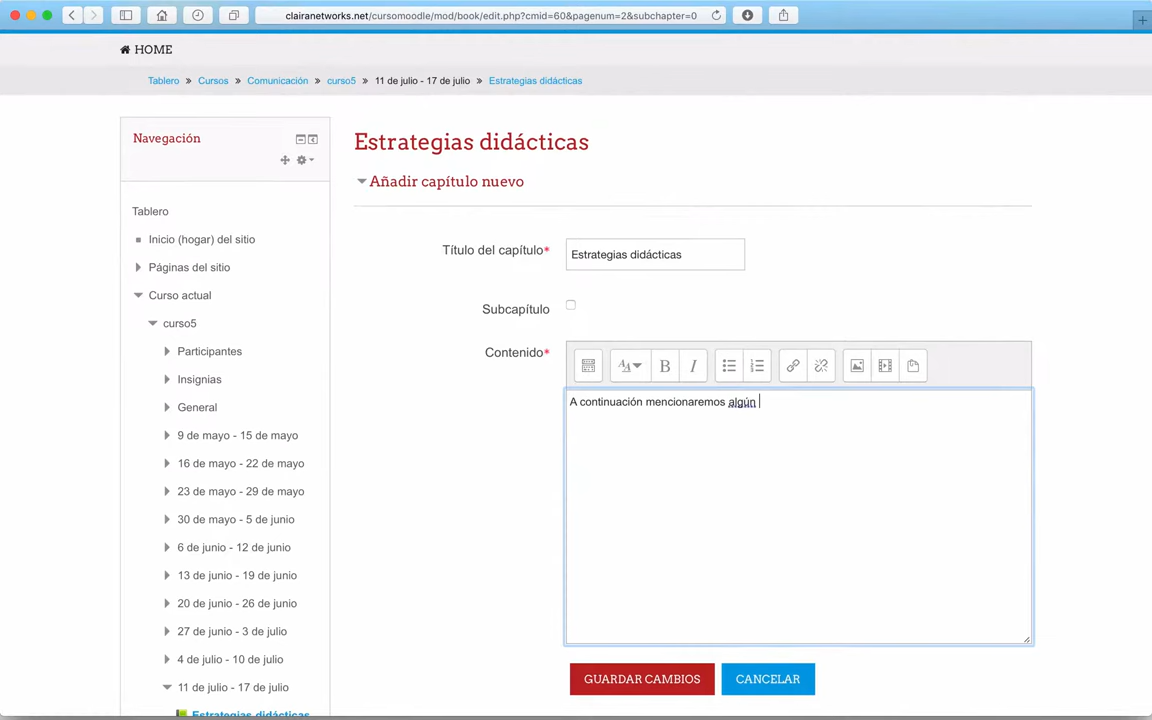 clairanetworks.net/cursomoodle/mod/book/edit.php?cmid=60&pagenum=2&subchapter=0
HOME
Tablero » Cursos » Comunicación » curso5 » 11 de julio - 17 de julio » Estrategias didácticas
Navegación
Tablero
Inicio (hogar) del sitio
Páginas del sitio
Curso actual
curso5
Participantes
Insignias
General
9 de mayo - 15 de mayo
16 de mayo - 22 de mayo
23 de mayo - 29 de mayo
30 de mayo - 5 de junio
6 de junio - 12 de junio
13 de junio - 19 de junio
20 de junio - 26 de junio
27 de junio - 3 de julio
4 de julio - 10 de julio
11 de julio - 17 de julio
Estrategias didácticas
Estrategias didácticas
Añadir capítulo nuevo
Título del capítulo*
Estrategias didácticas
Subcapítulo
Contenido*
B I
A continuación mencionaremos algún
GUARDAR CAMBIOS
CANCELAR